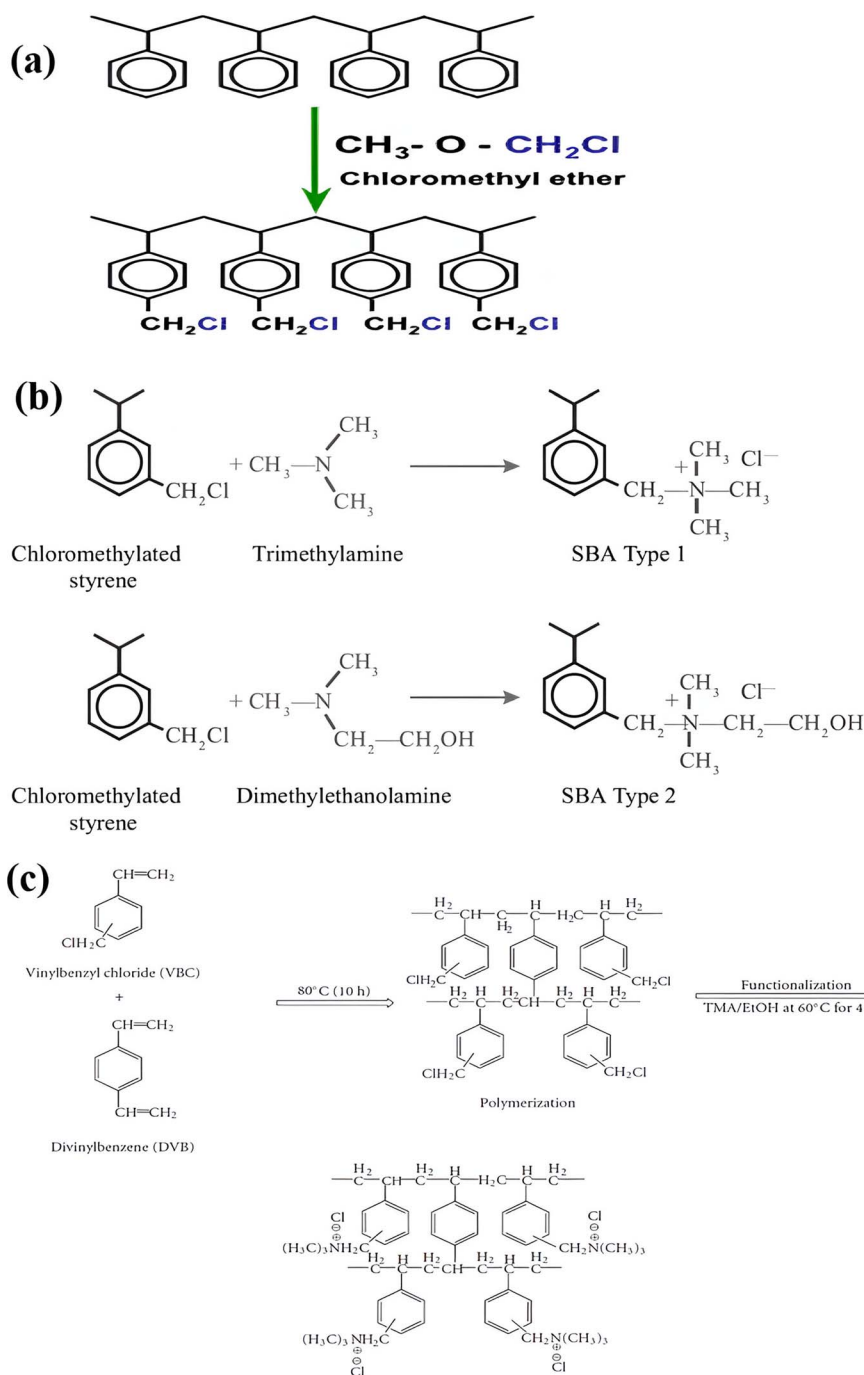 (a)
CH₃- O - CH₂Cl
Chloromethyl ether
CH₂Cl CH₂Cl CH₂Cl CH₂Cl
(b)
CH₃
+ CH₃—N
CH₂Cl
CH₃
CH₃
+
Cl—
CH₂—N—CH₃
CH₃
Chloromethylated
styrene
Trimethylamine
SBA Type 1
CH₃
+ CH₃—N
CH₂Cl
CH₂—CH₂OH
CH₃
+
Cl—
CH₂—N—CH₂—CH₂OH
CH₃
Chloromethylated
styrene
Dimethylethanolamine
SBA Type 2
(c)
CH=CH₂
ClH₂C
Vinylbenzyl chloride (VBC)
+
CH=CH₂
CH=CH₂
Divinylbenzene (DVB)
80°C (10 h)
H₂ H₂ H H H₂
C CH C C H₂C C C
H₂
ClH₂C CH₂Cl
H₂ H H₂ H₂ H H₂
C C C CH C C C
ClH₂C CH₂Cl
Polymerization
Functionalization
TMA/EtOH at 60°C for 4
H₂ H₂ H H H₂
C CH C C H₂C C C
Cl ⊖ ⊕
Cl ⊖ ⊕
(H₃C)₃NH₂C CH₂N(CH₃)₃
H₂ H H₂ H₂ H H₂
C C C CH C C C
(H₃C)₃NH₂C CH₂N(CH₃)₃
⊕ ⊖ Cl
⊕ ⊖ Cl